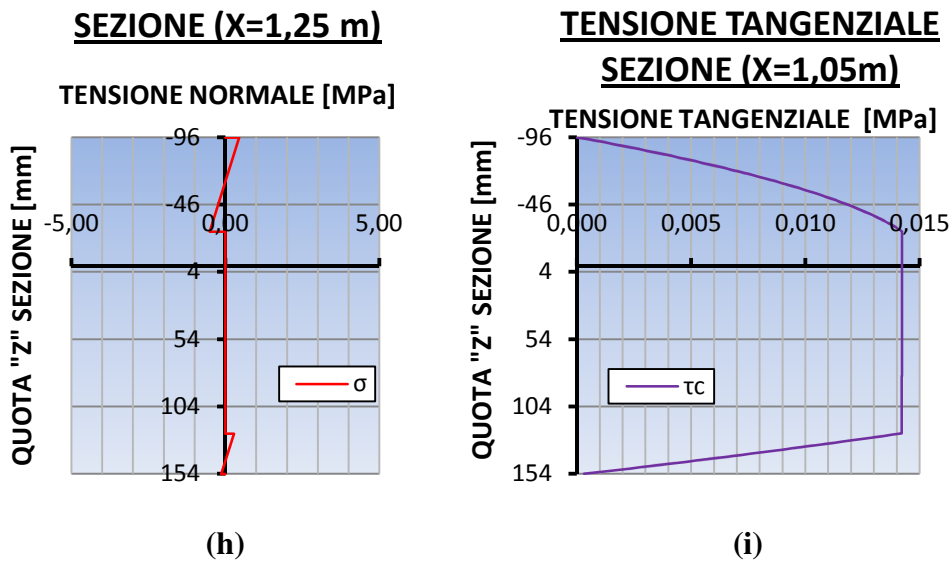 SEZIONE (X=1,25 m)
TENSIONE NORMALE [MPa]
QUOTA "Z" SEZIONE [mm]
-96
-46
4
54
104
154
-5,000
0,000
5,00
σ
(h)
TENSIONE TANGENZIALE
SEZIONE (X=1,05m)
TENSIONE TANGENZIALE [MPa]
QUOTA "Z" SEZIONE [mm]
-96
-46
4
54
104
154
0,000
0,005
0,010
0,015
τc
(i)